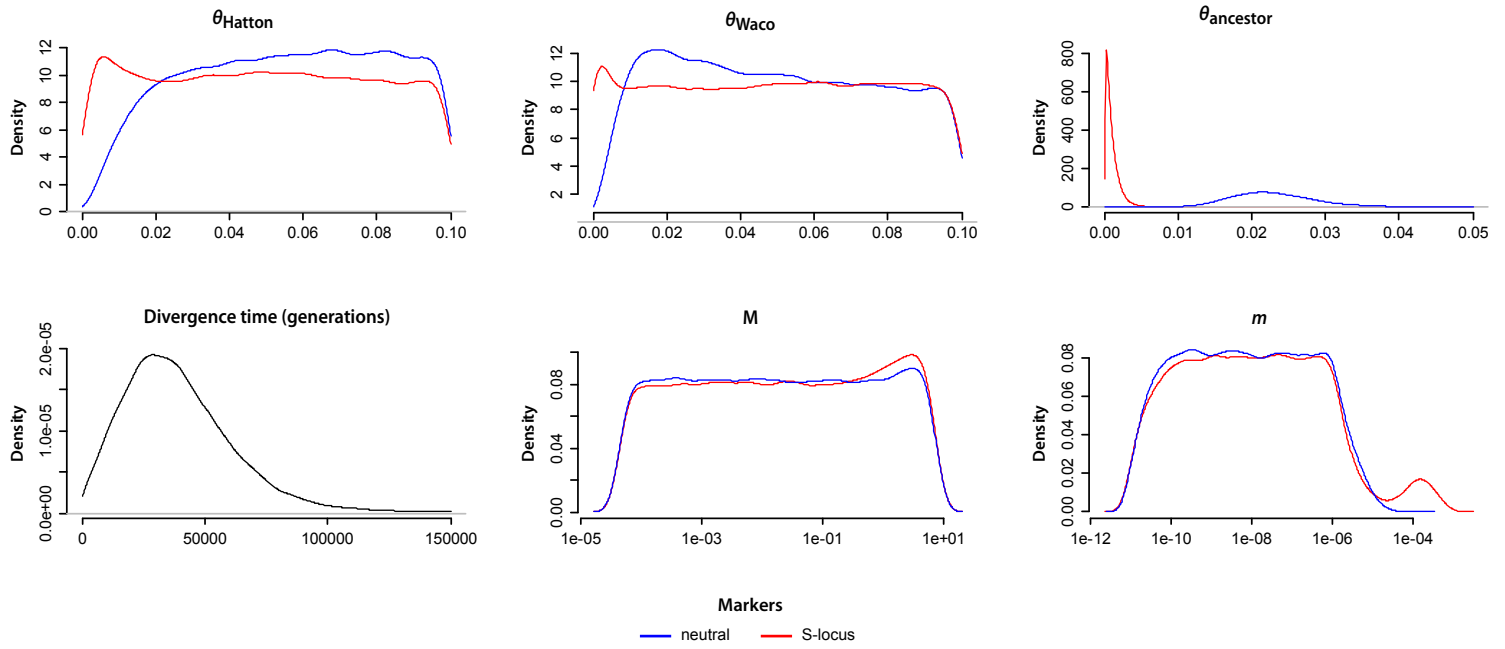 θHatton
Density
12
10
8
6
4
2
0
0.00 0.02 0.04 0.06 0.08 0.10
θWaco
Density
12
10
8
6
4
2
0.00 0.02 0.04 0.06 0.08 0.10
θancestor
Density
800
600
400
200
0
0.00 0.01 0.02 0.03 0.04 0.05
Divergence time (generations)
Density
2.0e-05
1.0e-05
0.0e+00
0 50000 100000 150000
M
Density
0.08
0.04
0.00
1e-05 1e-03 1e-01 1e+01
m
Density
0.08
0.06
0.04
0.02
0.00
1e-12 1e-10 1e-08 1e-06 1e-04
Markers
neutral S-locus